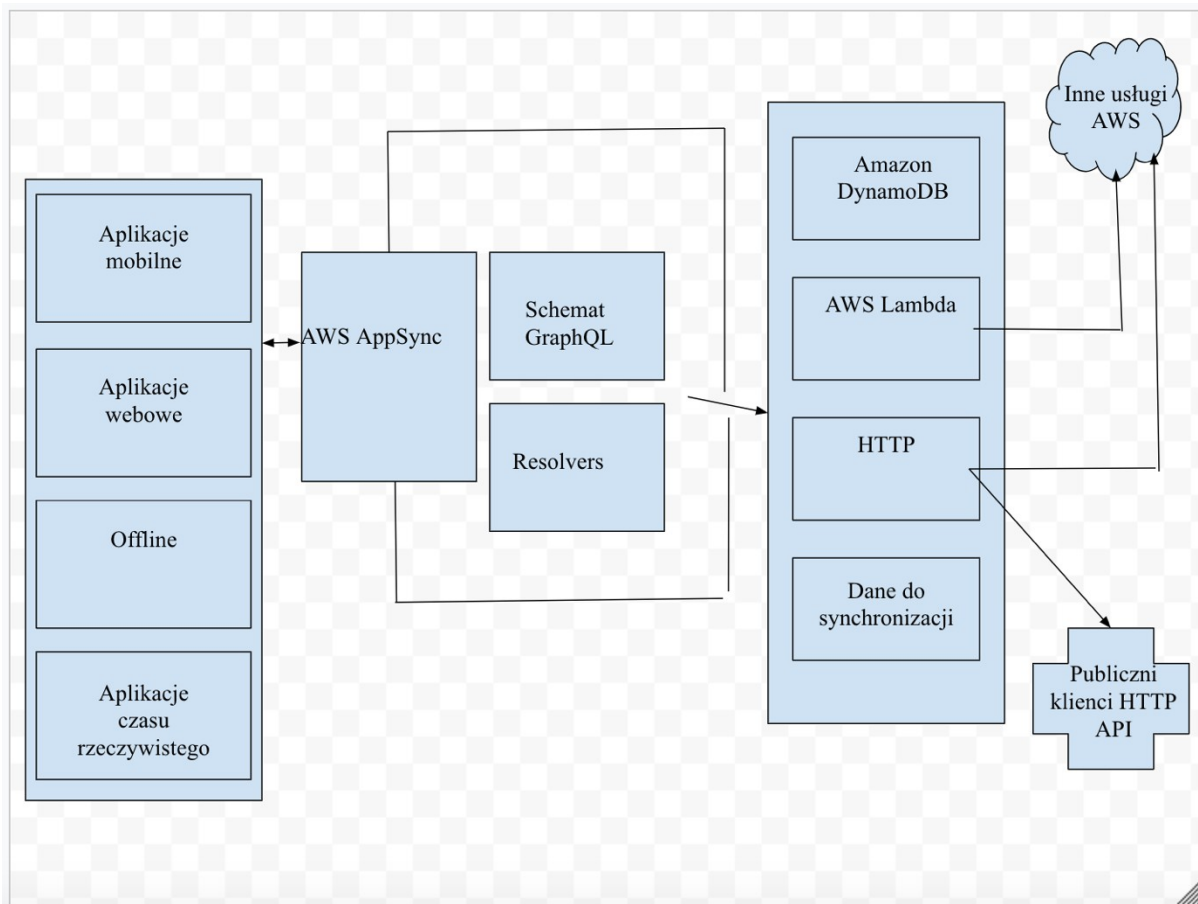 Aplikacje
mobilne
Aplikacje
webowe
Offline
Aplikacje
czasu
rzeczywistego
AWS AppSync
Schemat
GraphQL
Resolvers
Amazon
DynamoDB
AWS Lambda
HTTP
Dane do
synchronizacji
Inne usługi
AWS
Publiczni
klienci HTTP
API